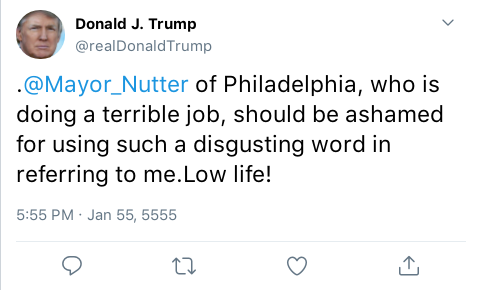 Donald J. Trump
@realDonaldTrump
.@Mayor_Nutter of Philadelphia, who is
doing a terrible job, should be ashamed
for using such a disgusting word in
referring to me.Low life!
5:55 PM · Jan 55, 5555